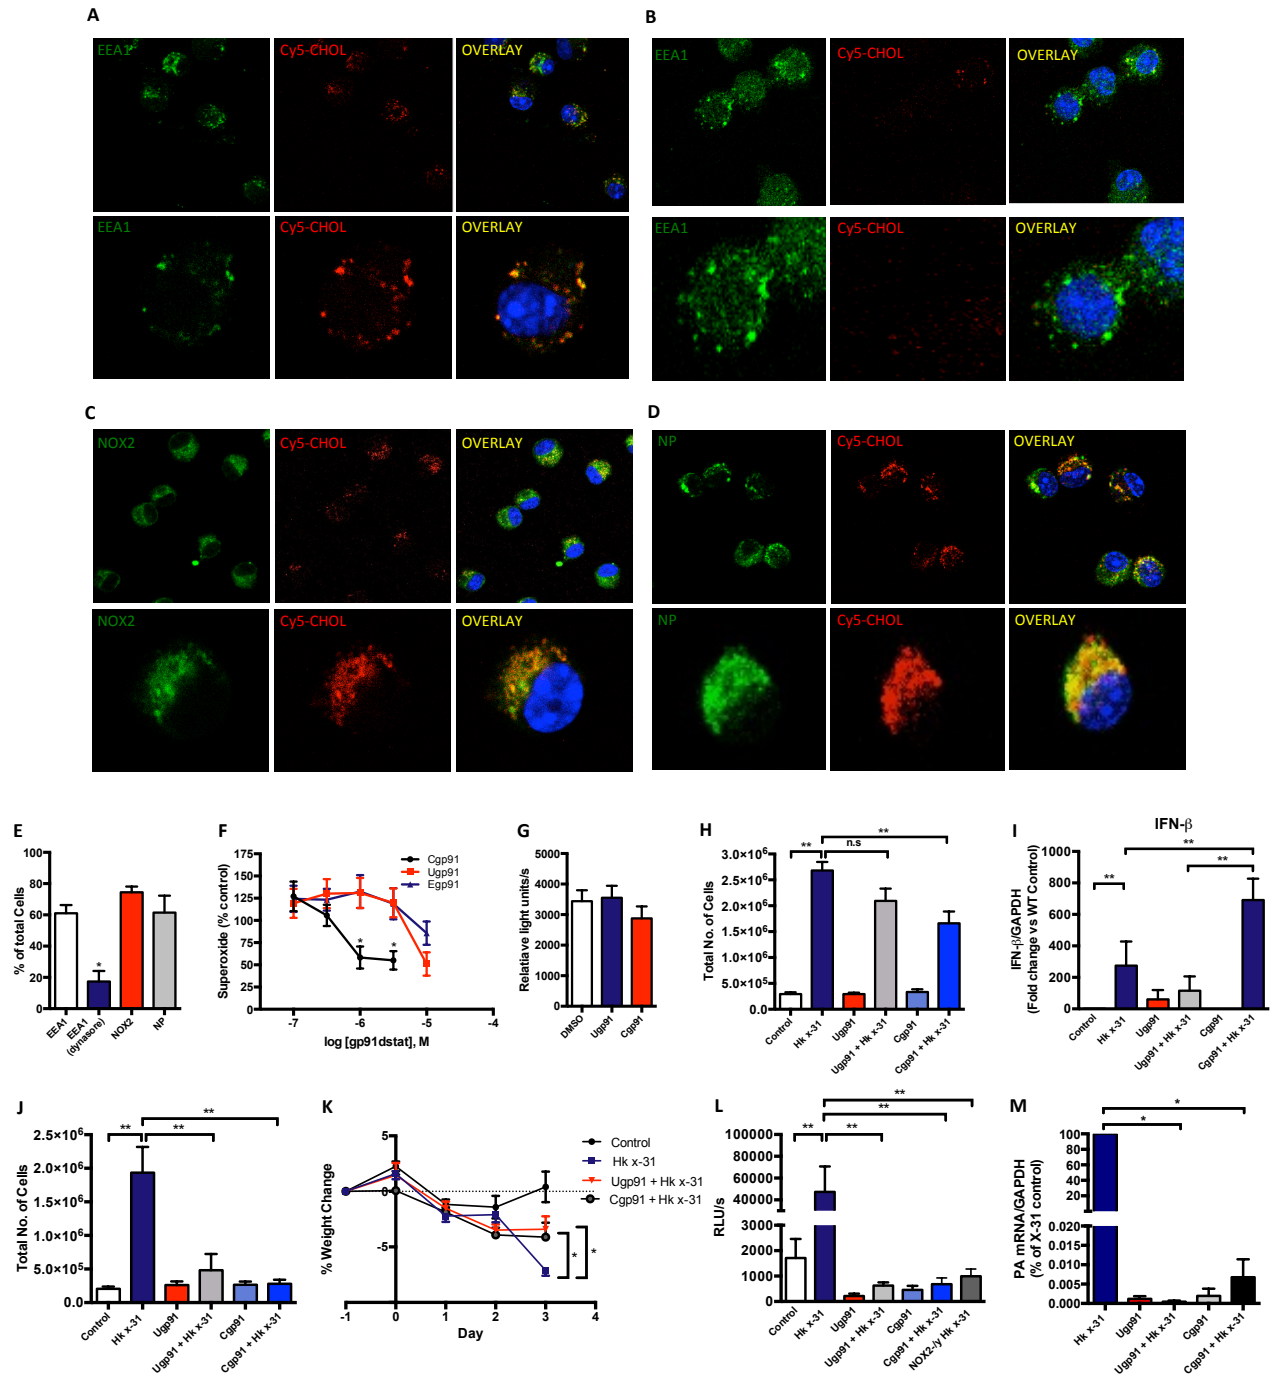 A
B
EEA1 Cy5-CHOL OVERLAY
EEA1 Cy5-CHOL OVERLAY
EEA1 Cy5-CHOL OVERLAY
EEA1 Cy5-CHOL OVERLAY
C
D
NOX2 Cy5-CHOL OVERLAY
NP Cy5-CHOL OVERLAY
NOX2 Cy5-CHOL OVERLAY
NP Cy5-CHOL OVERLAY
E
% of total Cells
100
80
60
40
20
0
*
EEA1
EEA1 (dynasore)
NOX2
NP
F
Superoxide (% control)
175
150
125
100
75
50
25
0
Cgp91
Ugp91
Egp91
* *
-7 -6 -5 -4
log [gp91dstat], M
G
Relative light units/s
5000
4000
3000
2000
1000
0
DMSO
Ugp91
Cgp91
H
Total No. of Cells
3.0×10⁶
2.5×10⁶
2.0×10⁶
1.5×10⁶
1.0×10⁶
5.0×10⁵
0.0
**
n.s
**
Control
Hk x-31
Ugp91
Ugp91 + Hk x-31
Cgp91
Cgp91 + Hk x-31
I
IFN-β
IFN-β/GAPDH
(Fold change vs WT Control)
1000
800
600
400
200
0
**
**
**
Control
Hk x-31
Ugp91
Ugp91 + Hk x-31
Cgp91
Cgp91 + Hk x-31
J
Total No. of Cells
2.5×10⁶
2.0×10⁶
1.5×10⁶
1.0×10⁶
5.0×10⁵
0.0
**
**
**
Control
Hk x-31
Ugp91
Ugp91 + Hk x-31
Cgp91
Cgp91 + Hk x-31
K
% Weight Change
5
0
-5
Control
Hk x-31
Ugp91 + Hk x-31
Cgp91 + Hk x-31
* *
-1 0 1 2 3 4
Day
L
RLU/s
100000
80000
60000
40000
20000
3000
2000
1000
0
**
**
**
**
Control
Hk x-31
Ugp91
Ugp91 + Hk x-31
Cgp91
Cgp91 + Hk x-31
NOX2-/y Hk x-31
M
PA mRNA/GAPDH
(% of X-31 control)
100
80
60
40
20
0.020
0.015
0.010
0.005
0.000
*
*
Hk x-31
Ugp91
Ugp91 + Hk x-31
Cgp91
Cgp91 + Hk x-31